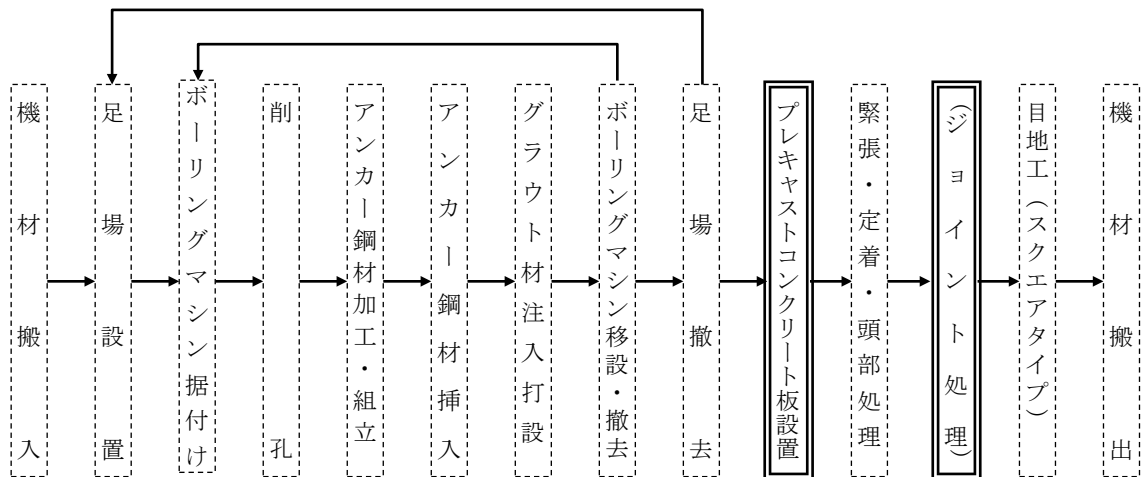 機材搬入
足場設置
ボーリングマシン据付け
削孔
アンカー鋼材加工・組立
アンカー鋼材挿入
グラウト材注入打設
ボーリングマシン移設・撤去
足場撤去
プレキャストコンクリート板設置
緊張・定着・頭部処理
(ジョイント処理)
目地工(スクエアタイプ)
機材搬出